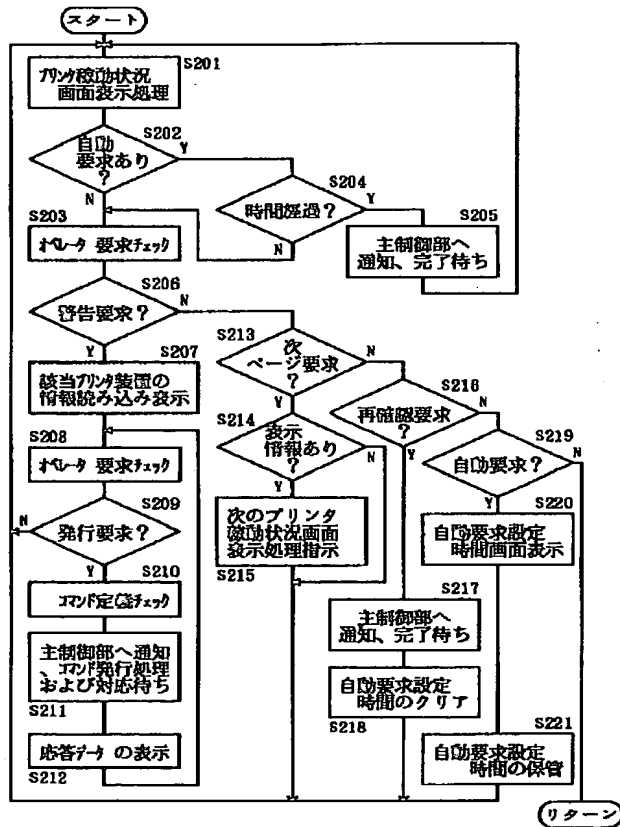 スタート
S201
プリンタ稼動状況
画面表示処理
S202
自動
要求あり
?
Y
N
S204
時間経過?
Y
N
S205
主制御部へ
通知、完了待ち
S203
オペレータ 要求チェック
S206
警告要求?
N
Y
S207
該当プリンタ装置の
情報読み込み表示
S208
オペレータ 要求チェック
S209
N
発行要求?
Y
S210
コマンド定義チェック
主制御部へ通知
、コマンド発行処理
および対応待ち
S211
応答データ の表示
S212
S213
次
ページ要求
?
N
Y
S214
表示
情報あり
?
N
Y
次のプリンタ
稼動状況画面
表示処理指示
S215
S216
再確認要求
?
N
Y
S217
主制御部へ
通知、完了待ち
自動要求設定
時間のクリア
S218
S219
自動要求?
N
Y
S220
自動要求設定
時間画面表示
S221
自動要求設定
時間の保管
リターン